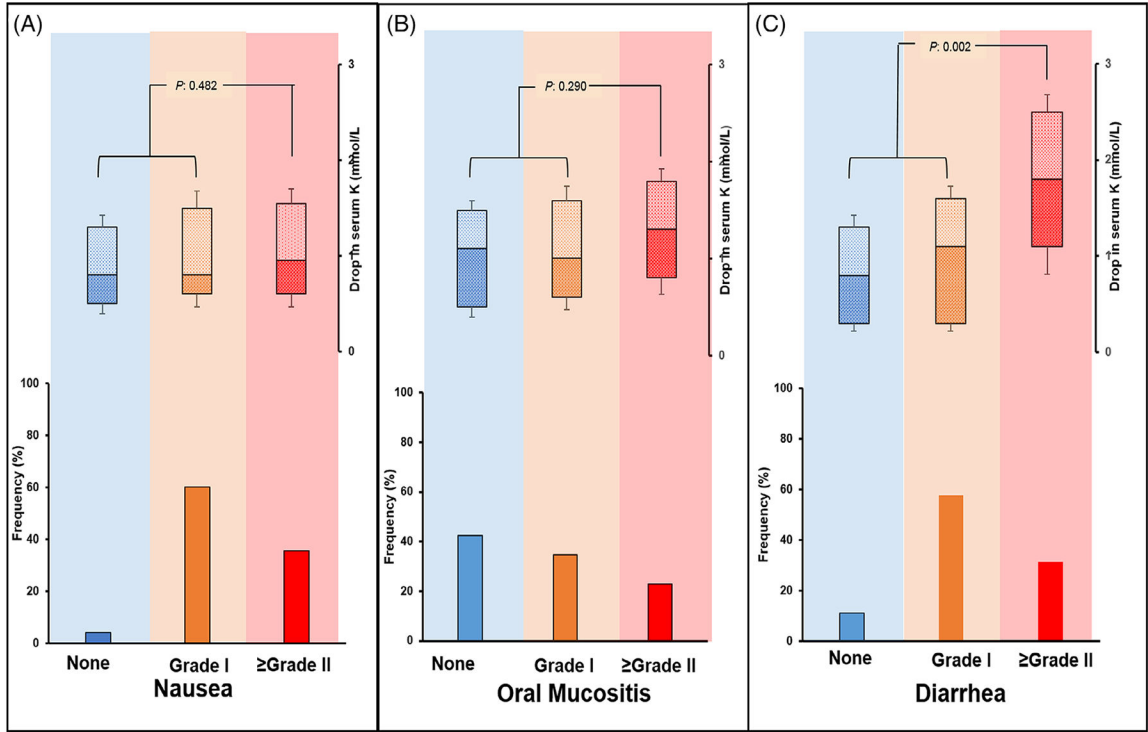 (A)
P: 0.482
3
2
1
0
Drop in serum K (mmol/L
100
80
60
40
20
0
Frequency (%)
None
Grade I
≥Grade II
Nausea
(B)
P: 0.290
3
2
1
0
Drop in serum K (mmol/L)
100
80
60
40
20
0
Frequency (%)
None
Grade I
≥Grade II
Oral Mucositis
(C)
P: 0.002
3
2
1
0
Drop in serum K (mmol/L)
100
80
60
40
20
0
Frequency (%)
None
Grade I
≥Grade II
Diarrhea